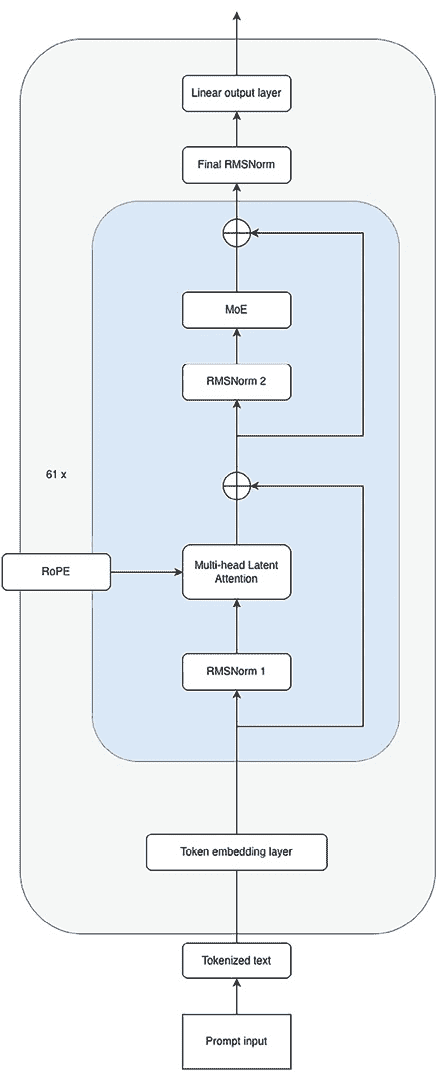 Linear output layer
Final RMSNorm
MoE
RMSNorm 2
61 x
RoPE
Multi-head Latent
Attention
RMSNorm 1
Token embedding layer
Tokenized text
Prompt input